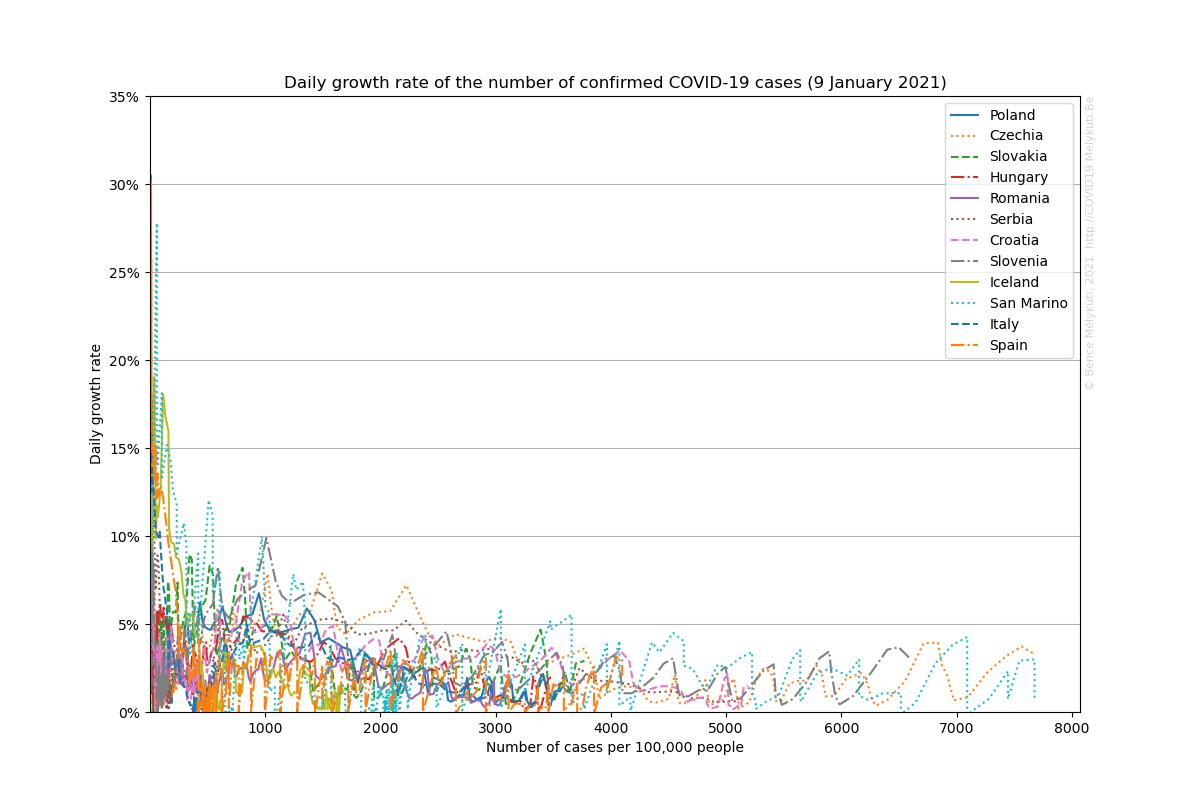 Daily growth rate of the number of confirmed COVID-19 cases (9 January 2021)
35%
30%
25%
20%
15%
10%
5%
0%
Daily growth rate
1000
2000
3000
4000
5000
6000
7000
8000
Number of cases per 100,000 people
Poland
Czechia
Slovakia
Hungary
Romania
Serbia
Croatia
Slovenia
Iceland
San Marino
Italy
Spain
© Bence Mélykúti, 2021 http://COVID19.Melykuti.Be